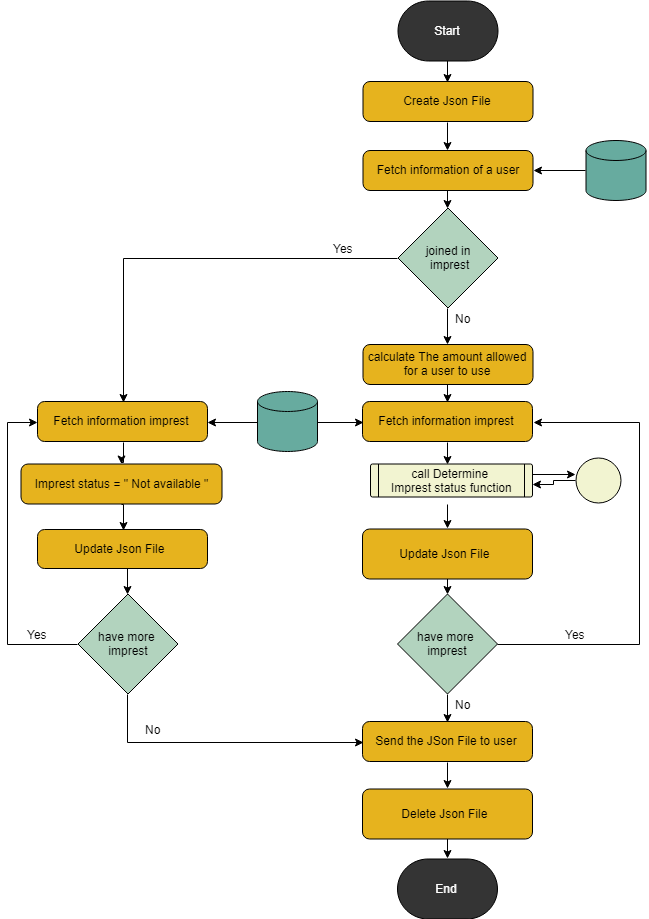 Start
Create Json File
Fetch information of a user
joined in
imprest
Yes
No
calculate The amount allowed
for a user to use
Fetch information imprest
Fetch information imprest
Imprest status = " Not available "
call Determine
Imprest status function
Update Json File
Update Json File
have more
imprest
Yes
have more
imprest
Yes
No
No
Send the JSon File to user
Delete Json File
End